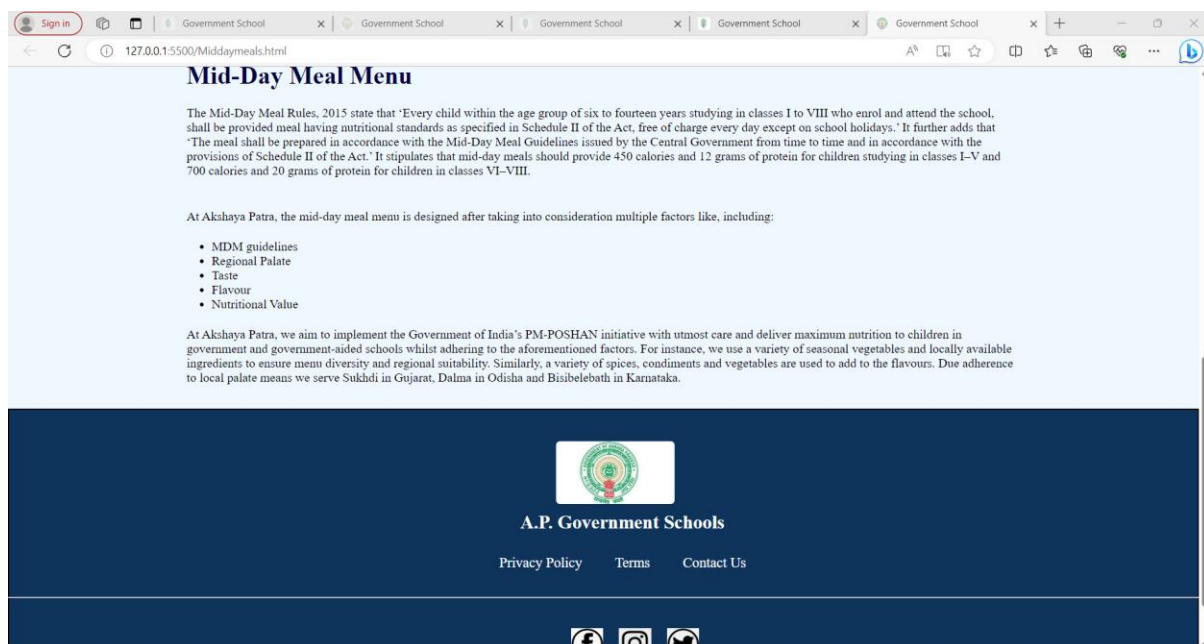 Sign in
Government School
Government School
Government School
Government School
Government School
127.0.0.1:5500/Middaymeals.html
Mid-Day Meal Menu
The Mid-Day Meal Rules, 2015 state that ‘Every child within the age group of six to fourteen years studying in classes I to VIII who enrol and attend the school,
shall be provided meal having nutritional standards as specified in Schedule II of the Act, free of charge every day except on school holidays.’ It further adds that
‘The meal shall be prepared in accordance with the Mid-Day Meal Guidelines issued by the Central Government from time to time and in accordance with the
provisions of Schedule II of the Act.’ It stipulates that mid-day meals should provide 450 calories and 12 grams of protein for children studying in classes I–V and
700 calories and 20 grams of protein for children in classes VI–VIII.
At Akshaya Patra, the mid-day meal menu is designed after taking into consideration multiple factors like, including:
• MDM guidelines
• Regional Palate
• Taste
• Flavour
• Nutritional Value
At Akshaya Patra, we aim to implement the Government of India’s PM-POSHAN initiative with utmost care and deliver maximum nutrition to children in
government and government-aided schools whilst adhering to the aforementioned factors. For instance, we use a variety of seasonal vegetables and locally available
ingredients to ensure menu diversity and regional suitability. Similarly, a variety of spices, condiments and vegetables are used to add to the flavours. Due adherence
to local palate means we serve Sukhdi in Gujarat, Dalma in Odisha and Bisibelebath in Karnataka.
A.P. Government Schools
Privacy Policy Terms Contact Us